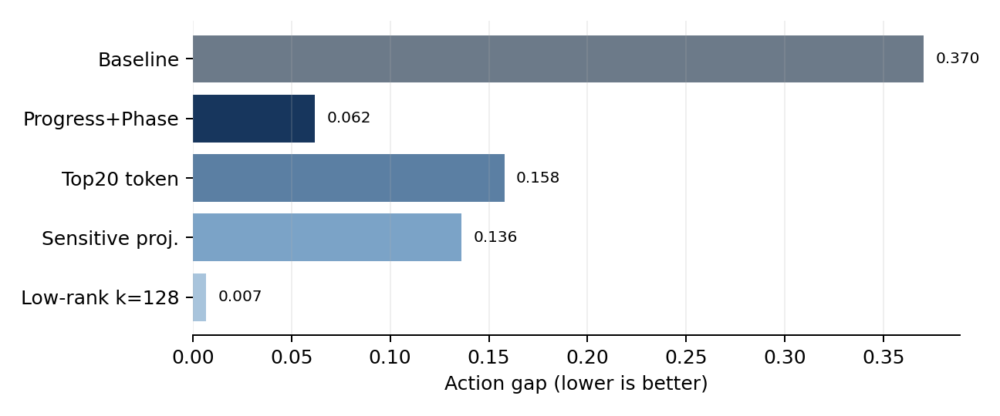 Baseline 0.370
Progress+Phase 0.062
Top20 token 0.158
Sensitive proj. 0.136
Low-rank k=128 0.007
0.00 0.05 0.10 0.15 0.20 0.25 0.30 0.35
Action gap (lower is better)